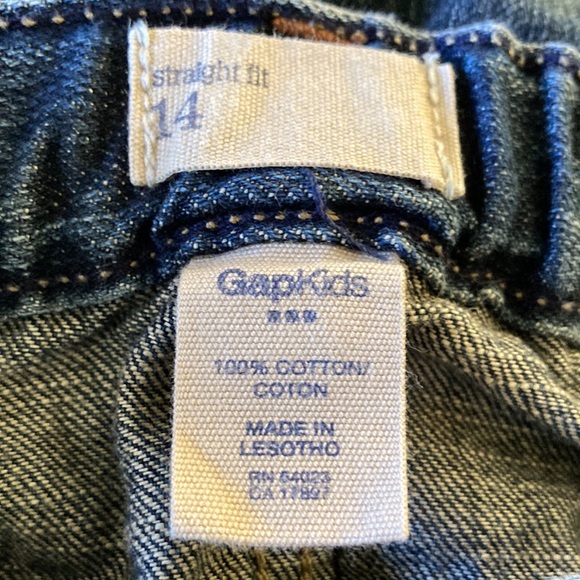 straight fit
14
GapKids
100% COTTON/
COTON
MADE IN
LESOTHO
RN 54023
CA 17897